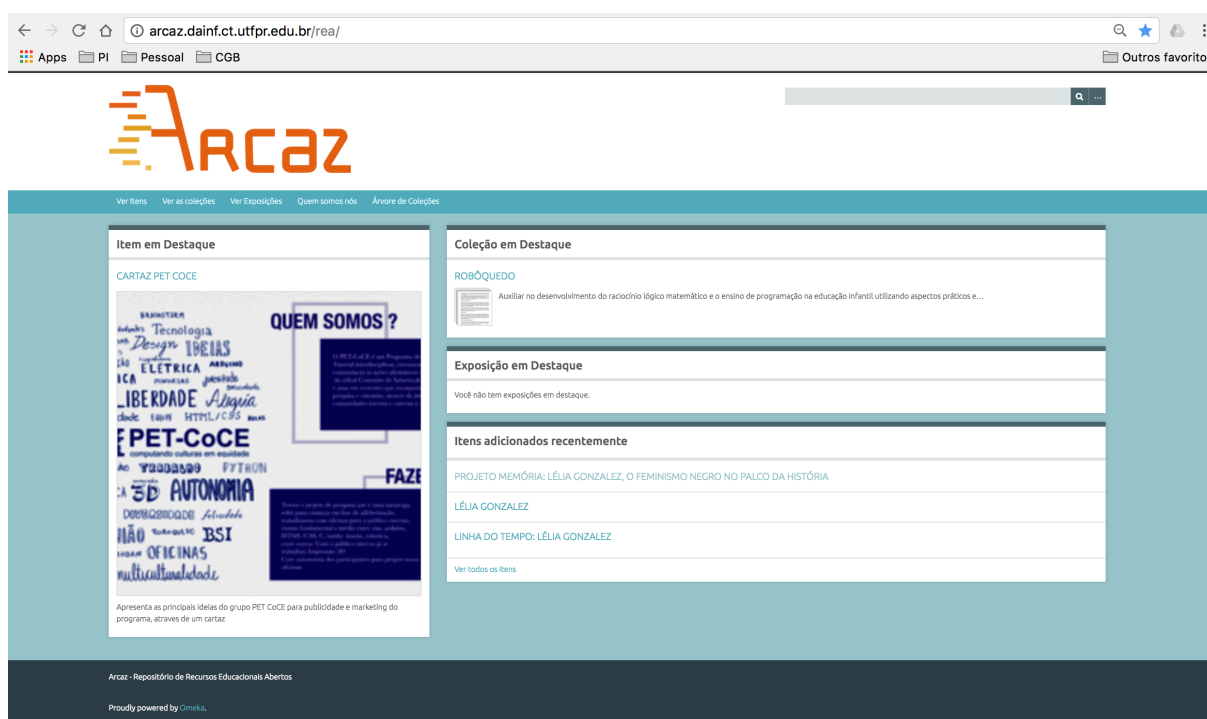 arcaz.dainf.ct.utfpr.edu.br/rea/
Apps PI Pessoal CGB Outros favorito
ARCAZ
...
Ver Itens Ver as coleções Ver Exposições Quem somos nós Árvore de Coleções
Item em Destaque
CARTAZ PET COCE
BRAINSTORM
Tecnologia
Design IDEIAS
ELÉTRICA ARDUINO
LIBERDADE Alegria
HTML/CSS
PET-CoCE
computando culturas em equidade
PYTHON
3D AUTONOMIA
BSI
OFICINAS
multiculturalidade
QUEM SOMOS ?
FAZE
Apresenta as principais ideias do grupo PET CoCE para publicidade e marketing do
programa, atraves de um cartaz
Coleção em Destaque
ROBÔQUEDO
Auxiliar no desenvolvimento do raciocínio lógico matemático e o ensino de programação na educação infantil utilizando aspectos práticos e…
Exposição em Destaque
Você não tem exposições em destaque.
Itens adicionados recentemente
PROJETO MEMÓRIA: LÉLIA GONZALEZ, O FEMINISMO NEGRO NO PALCO DA HISTÓRIA
LÉLIA GONZALEZ
LINHA DO TEMPO: LÉLIA GONZALEZ
Ver todos os Itens
Arcaz - Repositório de Recursos Educacionais Abertos
Proudly powered by Omeka.